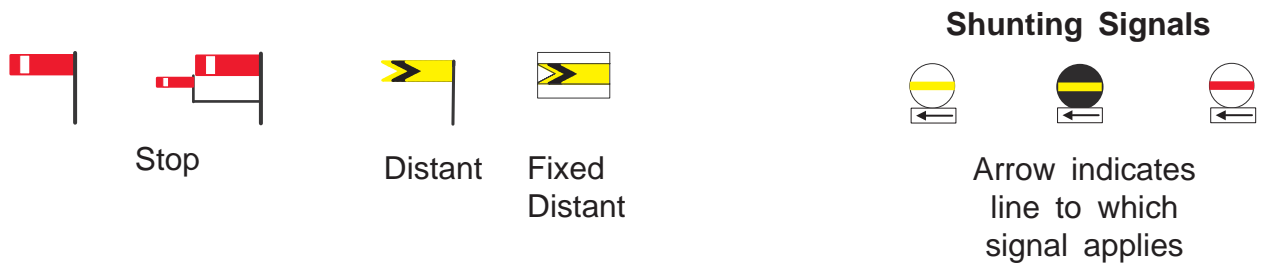 Shunting Signals
Stop
Distant
Fixed
Distant
Arrow indicates
line to which
signal applies